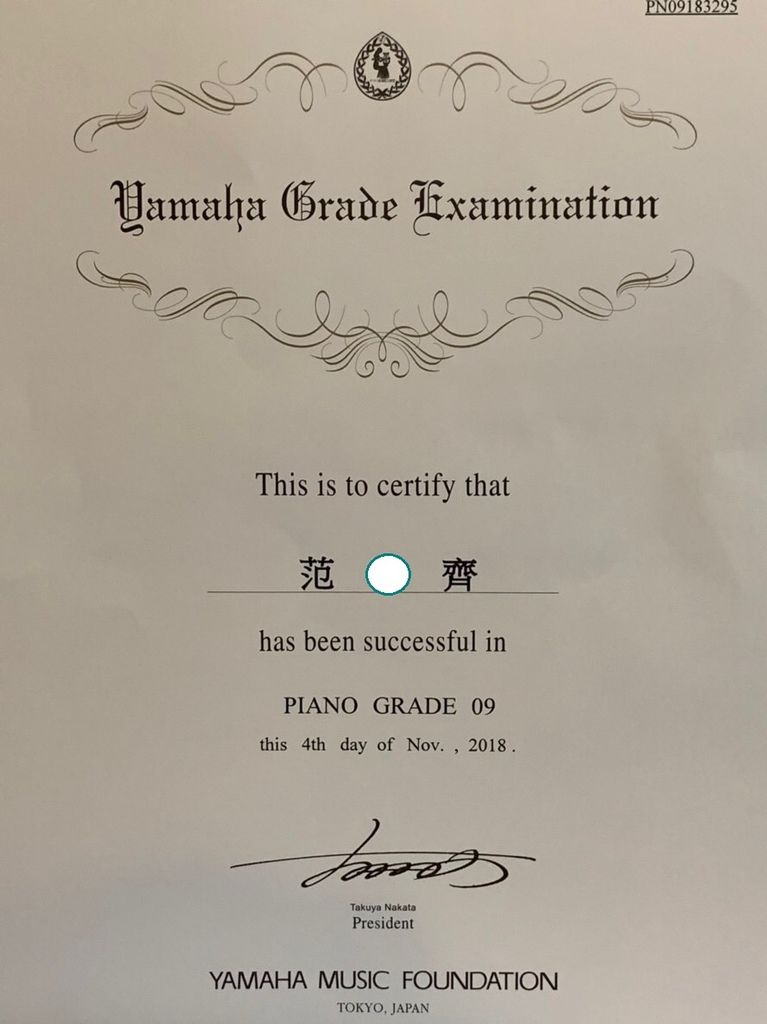 PN09183295
Yamaha Grade Examination
This is to certify that
范 齊
has been successful in
PIANO GRADE 09
this 4th day of Nov. , 2018 .
Takuya Nakata
President
YAMAHA MUSIC FOUNDATION
TOKYO, JAPAN